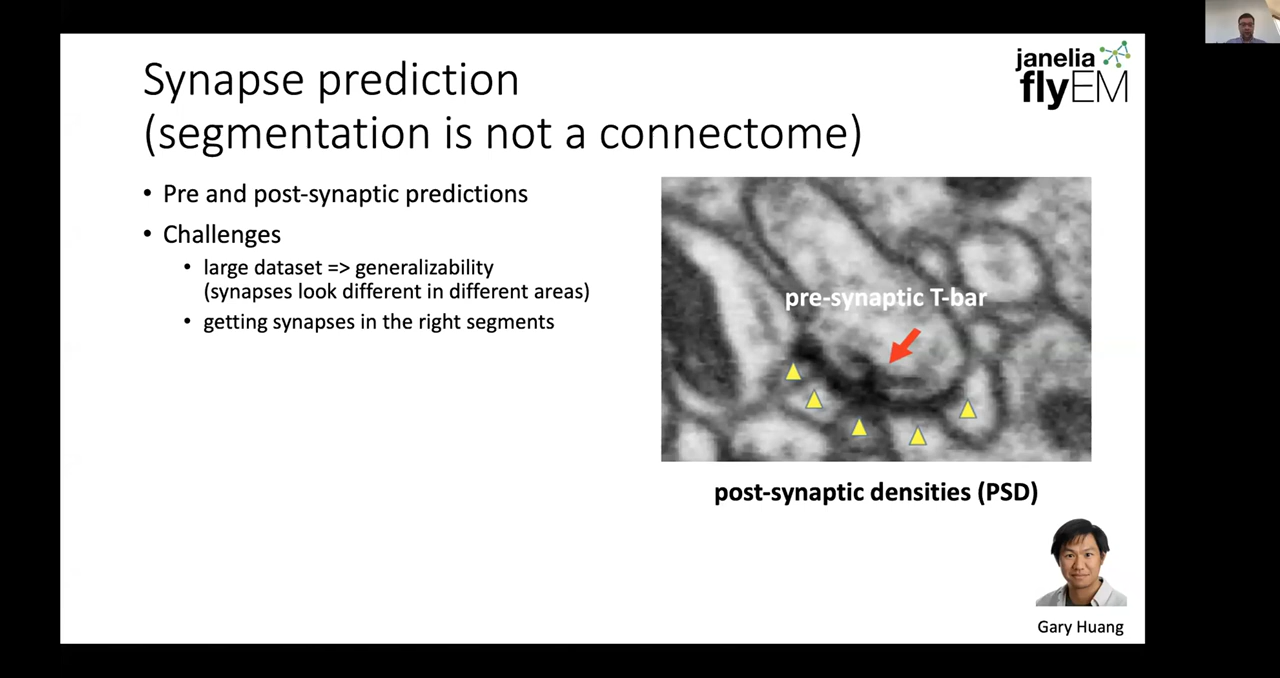 Synapse prediction
(segmentation is not a connectome)
janelia
flyEM
• Pre and post-synaptic predictions
• Challenges
• large dataset => generalizability
(synapses look different in different areas)
• getting synapses in the right segments
pre-synaptic T-bar
post-synaptic densities (PSD)
Gary Huang